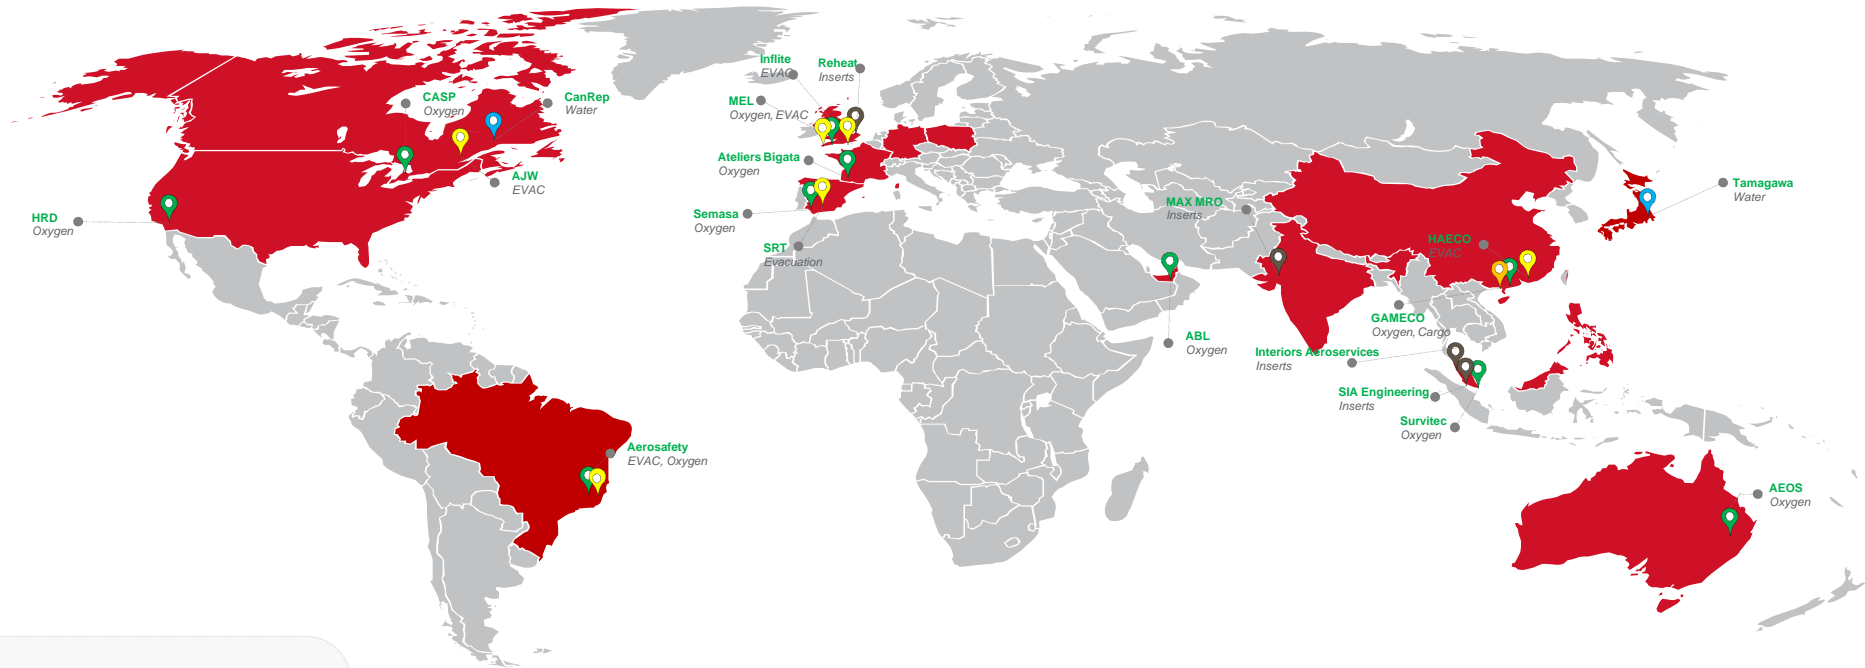 Inflite
EVAC
Reheat
Inserts
CASP
Oxygen
CanRep
Water
MEL
Oxygen, EVAC
Ateliers Bigata
Oxygen
AJW
EVAC
HRD
Oxygen
Semasa
Oxygen
SRT
Evacuation
MAX MRO
Inserts
Tamagawa
Water
HAECO
EVAC
GAMECO
Oxygen, Cargo
ABL
Oxygen
Interiors Aeroservices
Inserts
SIA Engineering
Inserts
Survitec
Oxygen
Aerosafety
EVAC, Oxygen
AEOS
Oxygen